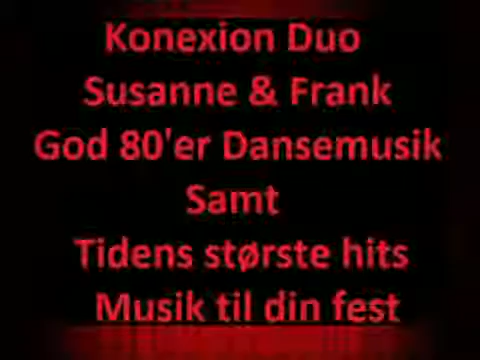 Konexion Duo
Susanne & Frank
God 80'er Dansemusik
Samt
Tidens største hits
Musik til din fest